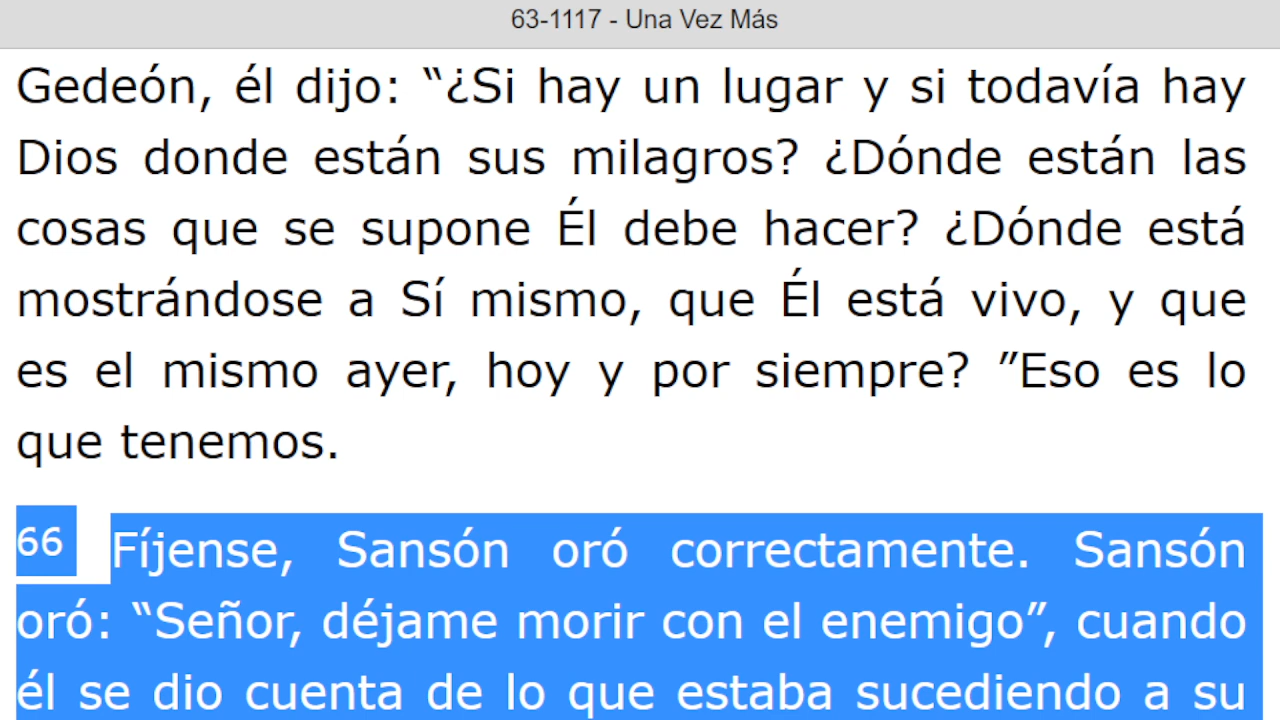 63-1117 - Una Vez Más
Gedeón, él dijo: “¿Si hay un lugar y si todavía hay
Dios donde están sus milagros? ¿Dónde están las
cosas que se supone Él debe hacer? ¿Dónde está
mostrándose a Sí mismo, que Él está vivo, y que
es el mismo ayer, hoy y por siempre? ”Eso es lo
que tenemos.
66 Fíjense, Sansón oró correctamente. Sansón
oró: “Señor, déjame morir con el enemigo”, cuando
él se dio cuenta de lo que estaba sucediendo a su